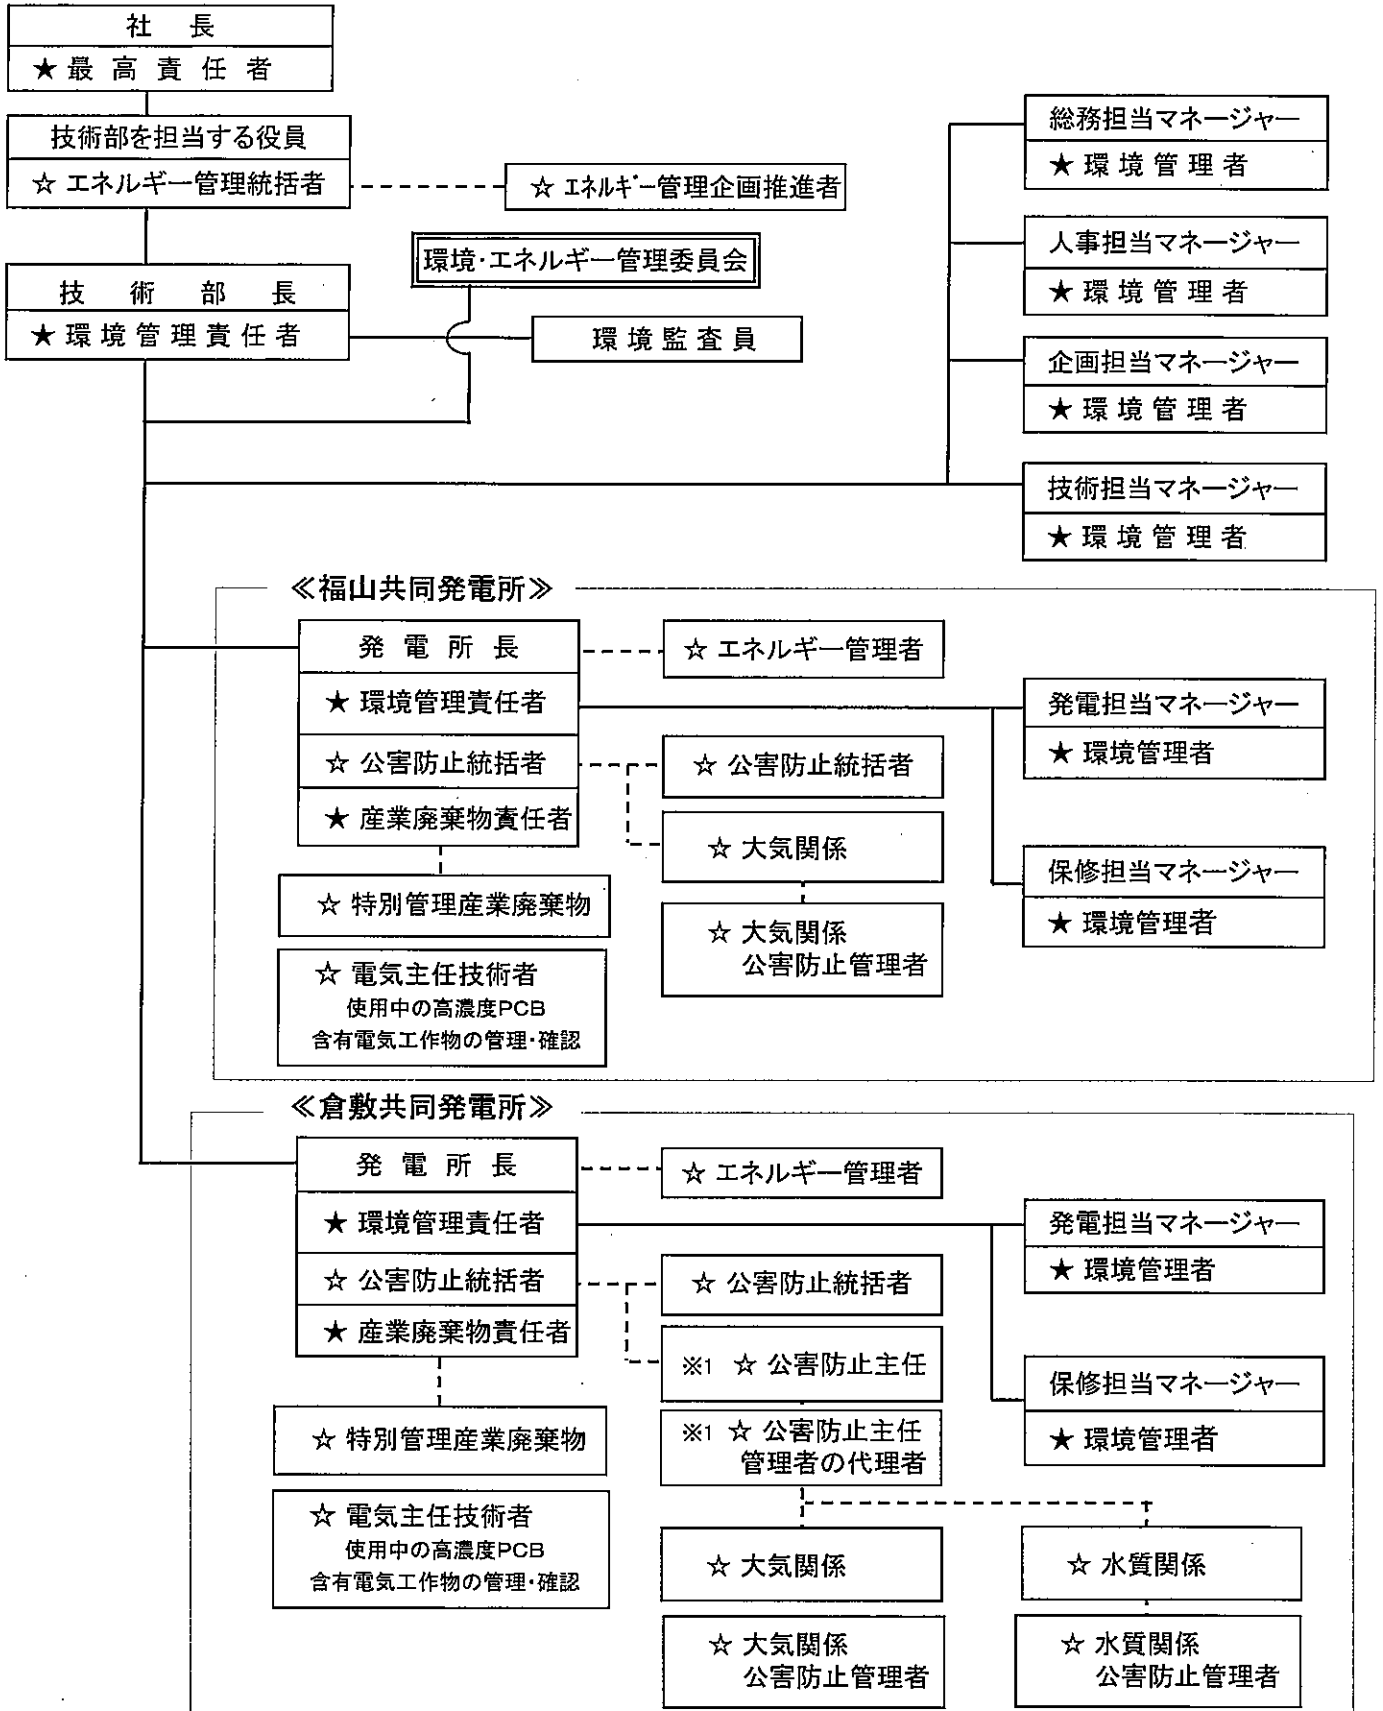 社長
★最高責任者
技術部を担当する役員
☆ エネルギー管理統括者
☆ エネルギー管理企画推進者
環境・エネルギー管理委員会
技術部長
★環境管理責任者
環境監査員
総務担当マネージャー
★環境管理者
人事担当マネージャー
★環境管理者
企画担当マネージャー
★環境管理者
技術担当マネージャー
★環境管理者
≪福山共同発電所≫
発電所長
★ 環境管理責任者
☆ 公害防止統括者
★ 産業廃棄物責任者
☆ エネルギー管理者
☆ 公害防止統括者
☆ 大気関係
☆ 大気関係
公害防止管理者
☆ 特別管理産業廃棄物
☆ 電気主任技術者
使用中の高濃度PCB
含有電気工作物の管理・確認
発電担当マネージャー
★ 環境管理者
保修担当マネージャー
★ 環境管理者
≪倉敷共同発電所≫
発電所長
★ 環境管理責任者
☆ 公害防止統括者
★ 産業廃棄物責任者
☆ エネルギー管理者
☆ 公害防止統括者
※1 ☆ 公害防止主任
※1 ☆ 公害防止主任
管理者の代理者
☆ 特別管理産業廃棄物
☆ 電気主任技術者
使用中の高濃度PCB
含有電気工作物の管理・確認
発電担当マネージャー
★ 環境管理者
保修担当マネージャー
★ 環境管理者
☆ 大気関係
☆ 水質関係
☆ 大気関係
公害防止管理者
☆ 水質関係
公害防止管理者